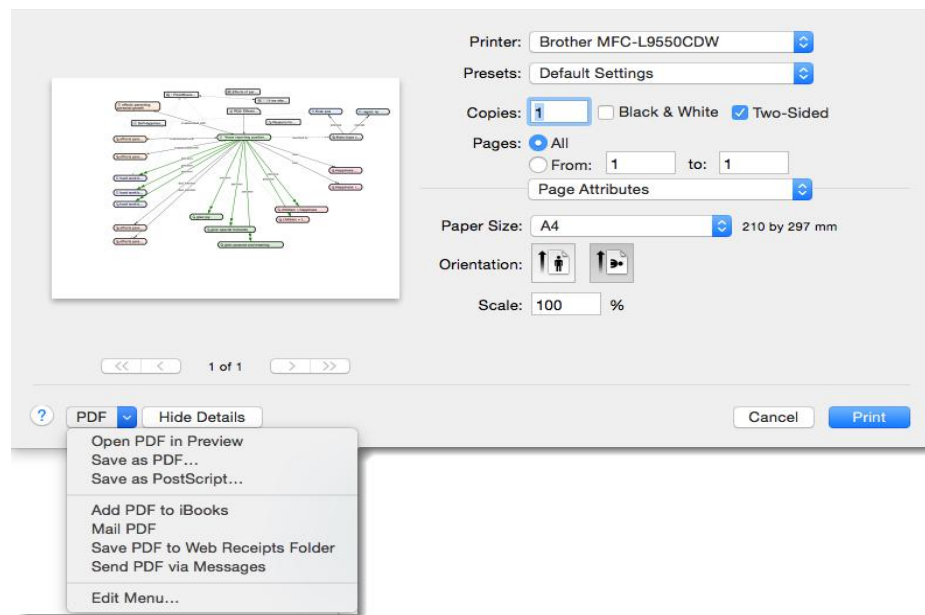 Printer: Brother MFC-L9550CDW
Presets: Default Settings
Copies: 1 Black & White Two-Sided
Pages: All
From: 1 to: 1
Page Attributes
Paper Size: A4 210 by 297 mm
Orientation:
Scale: 100 %
<< < 1 of 1 > >>
? PDF Hide Details Cancel Print
Open PDF in Preview
Save as PDF...
Save as PostScript...
Add PDF to iBooks
Mail PDF
Save PDF to Web Receipts Folder
Send PDF via Messages
Edit Menu...